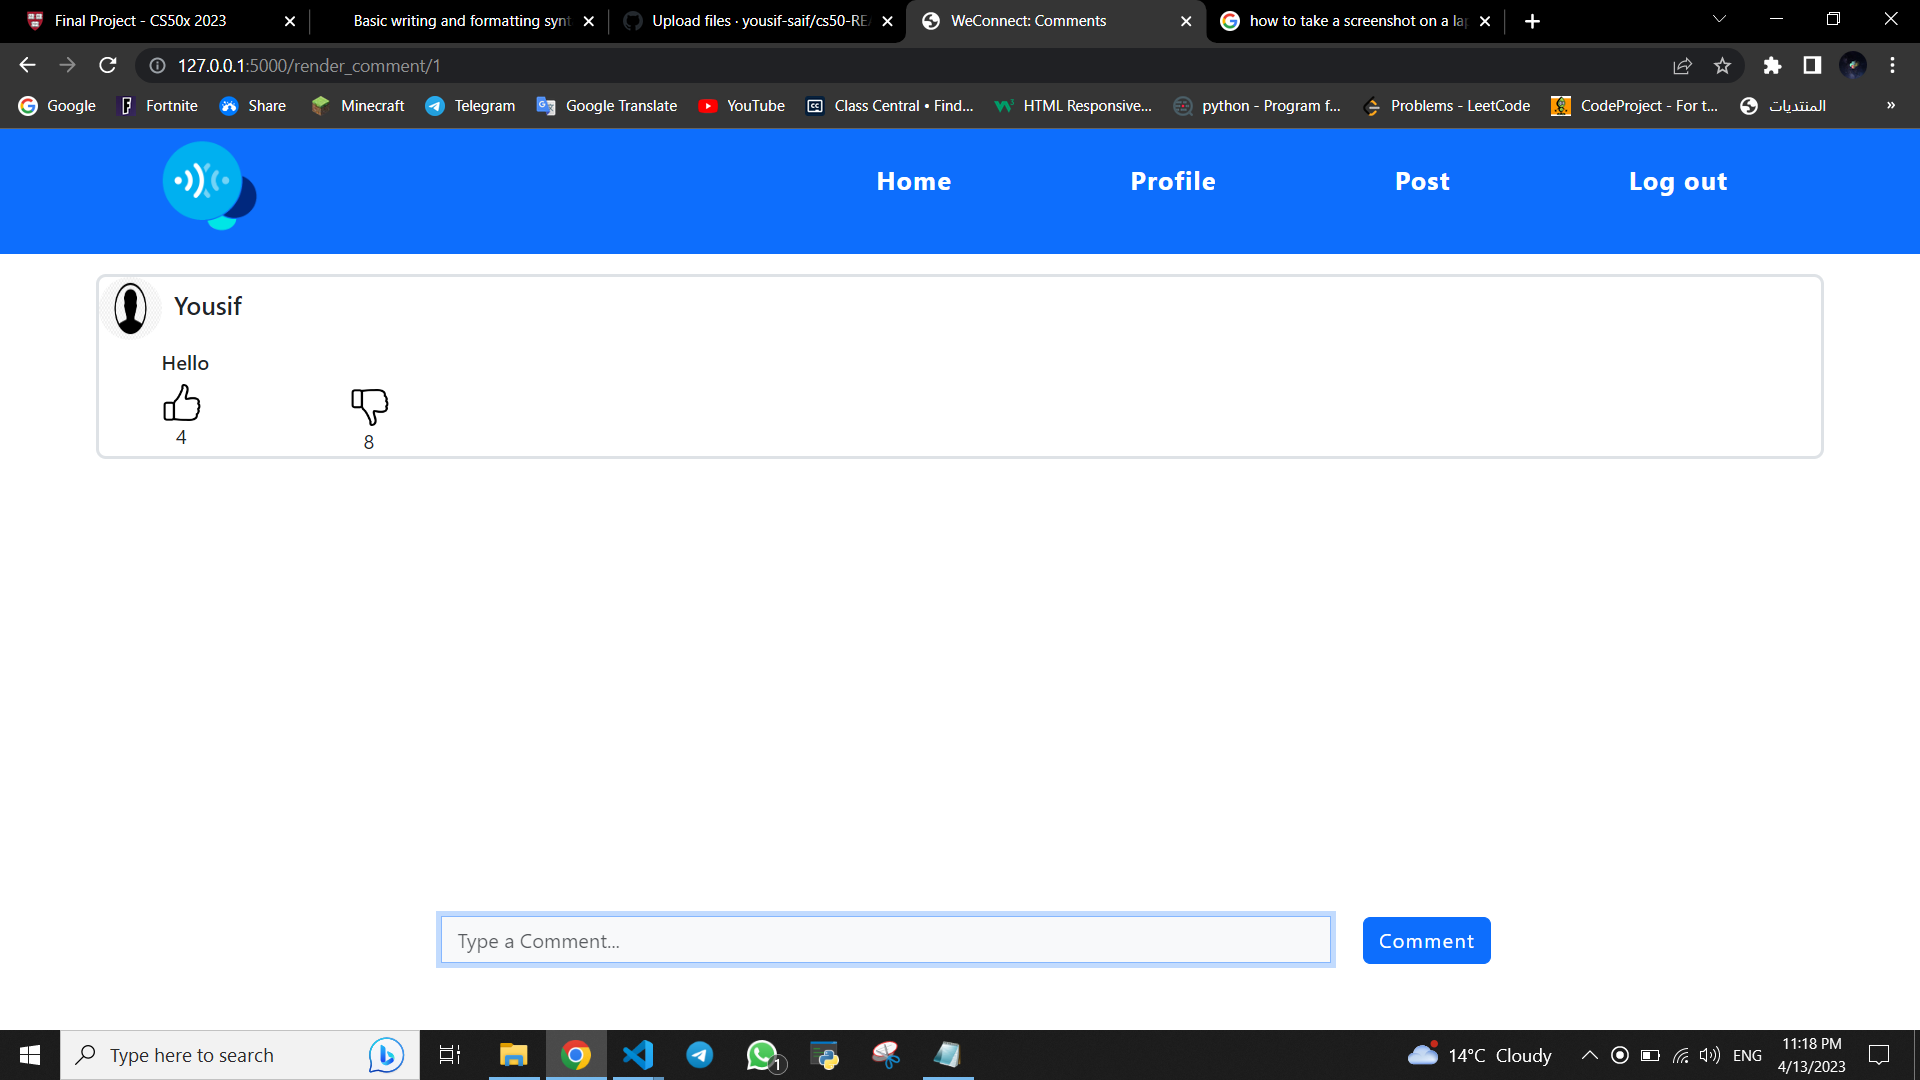 Final Project - CS50x 2023
Basic writing and formatting synt
Upload files · yousif-saif/cs50-REA
WeConnect: Comments
how to take a screenshot on a lap
127.0.0.1:5000/render_comment/1
Google
Fortnite
Share
Minecraft
Telegram
Google Translate
YouTube
Class Central • Find...
HTML Responsive...
python - Program f...
Problems - LeetCode
CodeProject - For t...
المنتديات
»
Home
Profile
Post
Log out
Yousif
Hello
4
8
Type a Comment...
Comment
Type here to search
1
14°C Cloudy
ENG
11:18 PM
4/13/2023